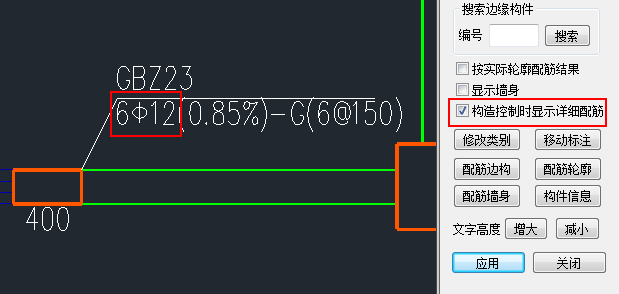 GBZ23
6Φ12(0.85%)-G(6@150)
400
搜索边缘构件
编号 搜索
按实际轮廓配筋结果
显示墙身
构造控制时显示详细配筋
修改类别 移动标注
配筋边构 配筋轮廓
配筋墙身 构件信息
文字高度 增大 减小
应用 关闭